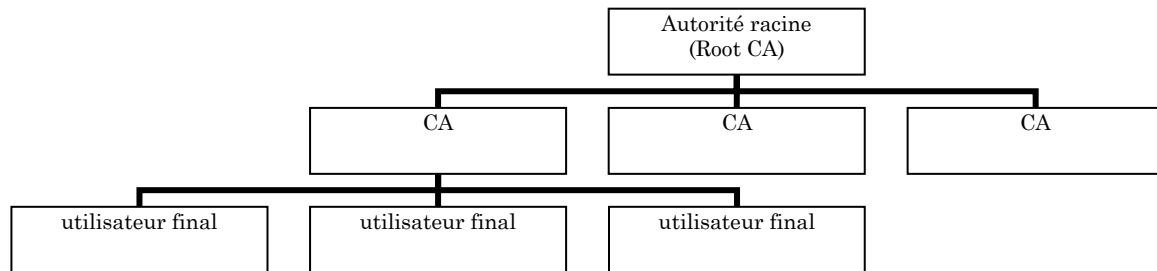 Autorité racine
(Root CA)
CA
CA
CA
utilisateur final
utilisateur final
utilisateur final